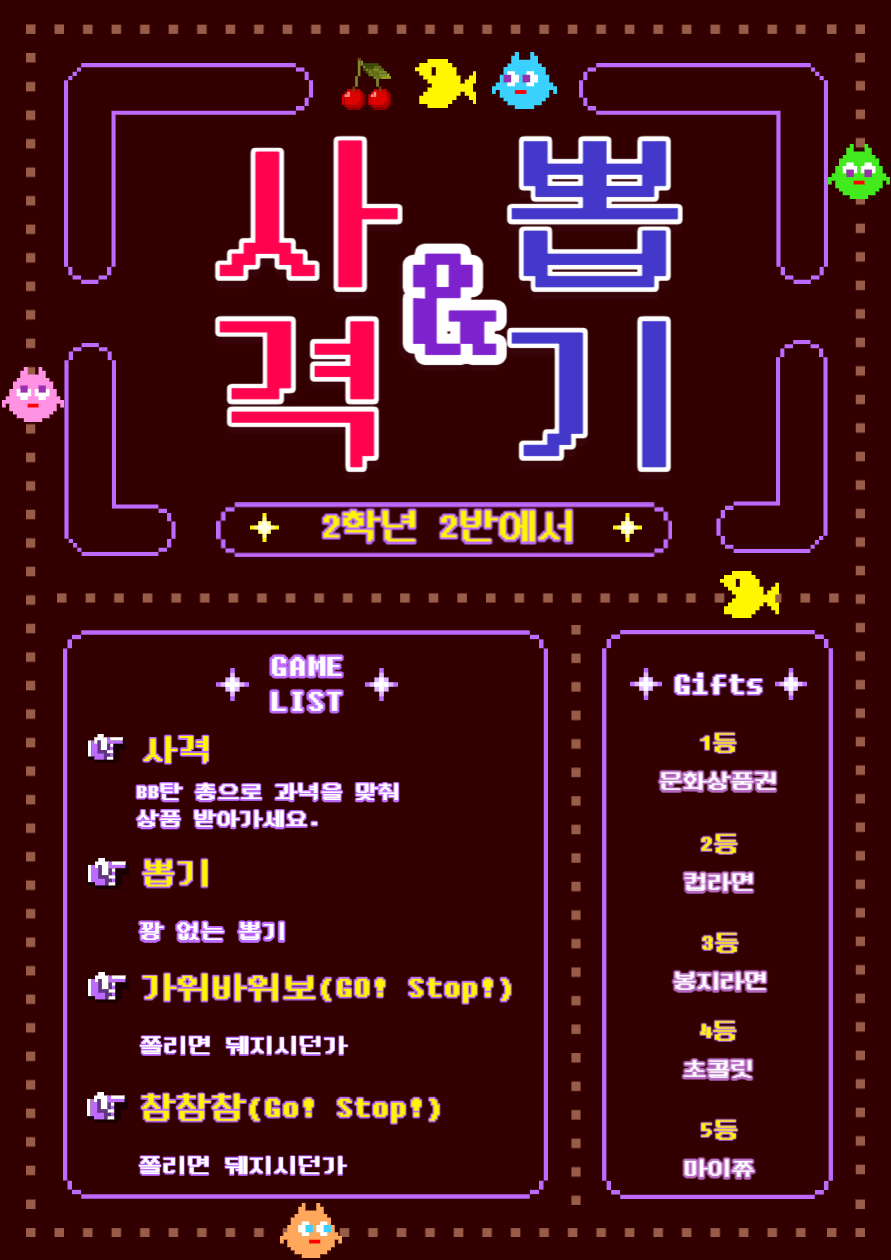 사격
&
뽑기
2학년 2반에서
GAME
LIST
사격
BB탄 총으로 과녁을 맞춰
상품 받아가세요.
뽑기
꽝 없는 뽑기
가위바위보(GO! Stop!)
쫄리면 뒈지시던가
참참참(Go! Stop!)
쫄리면 뒈지시던가
Gifts
1등
문화상품권
2등
컵라면
3등
봉지라면
4등
초콜릿
5등
마이쮸